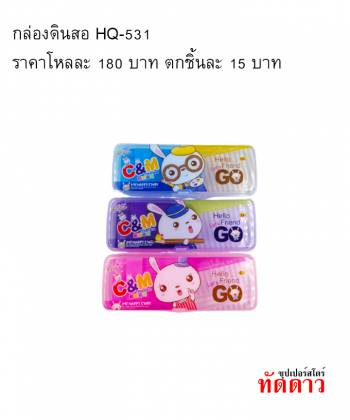 กล่องดินสอ HQ-531
ราคาโหลละ 180 บาท ตกชิ้นละ 15 บาท
C&M
Hello
Let's Friend
GO
C&M
Hello
Let's Friend
GO
C&M
Hello
Let's Friend
GO
ซุปเปอร์สโตร์
ทัดดาว